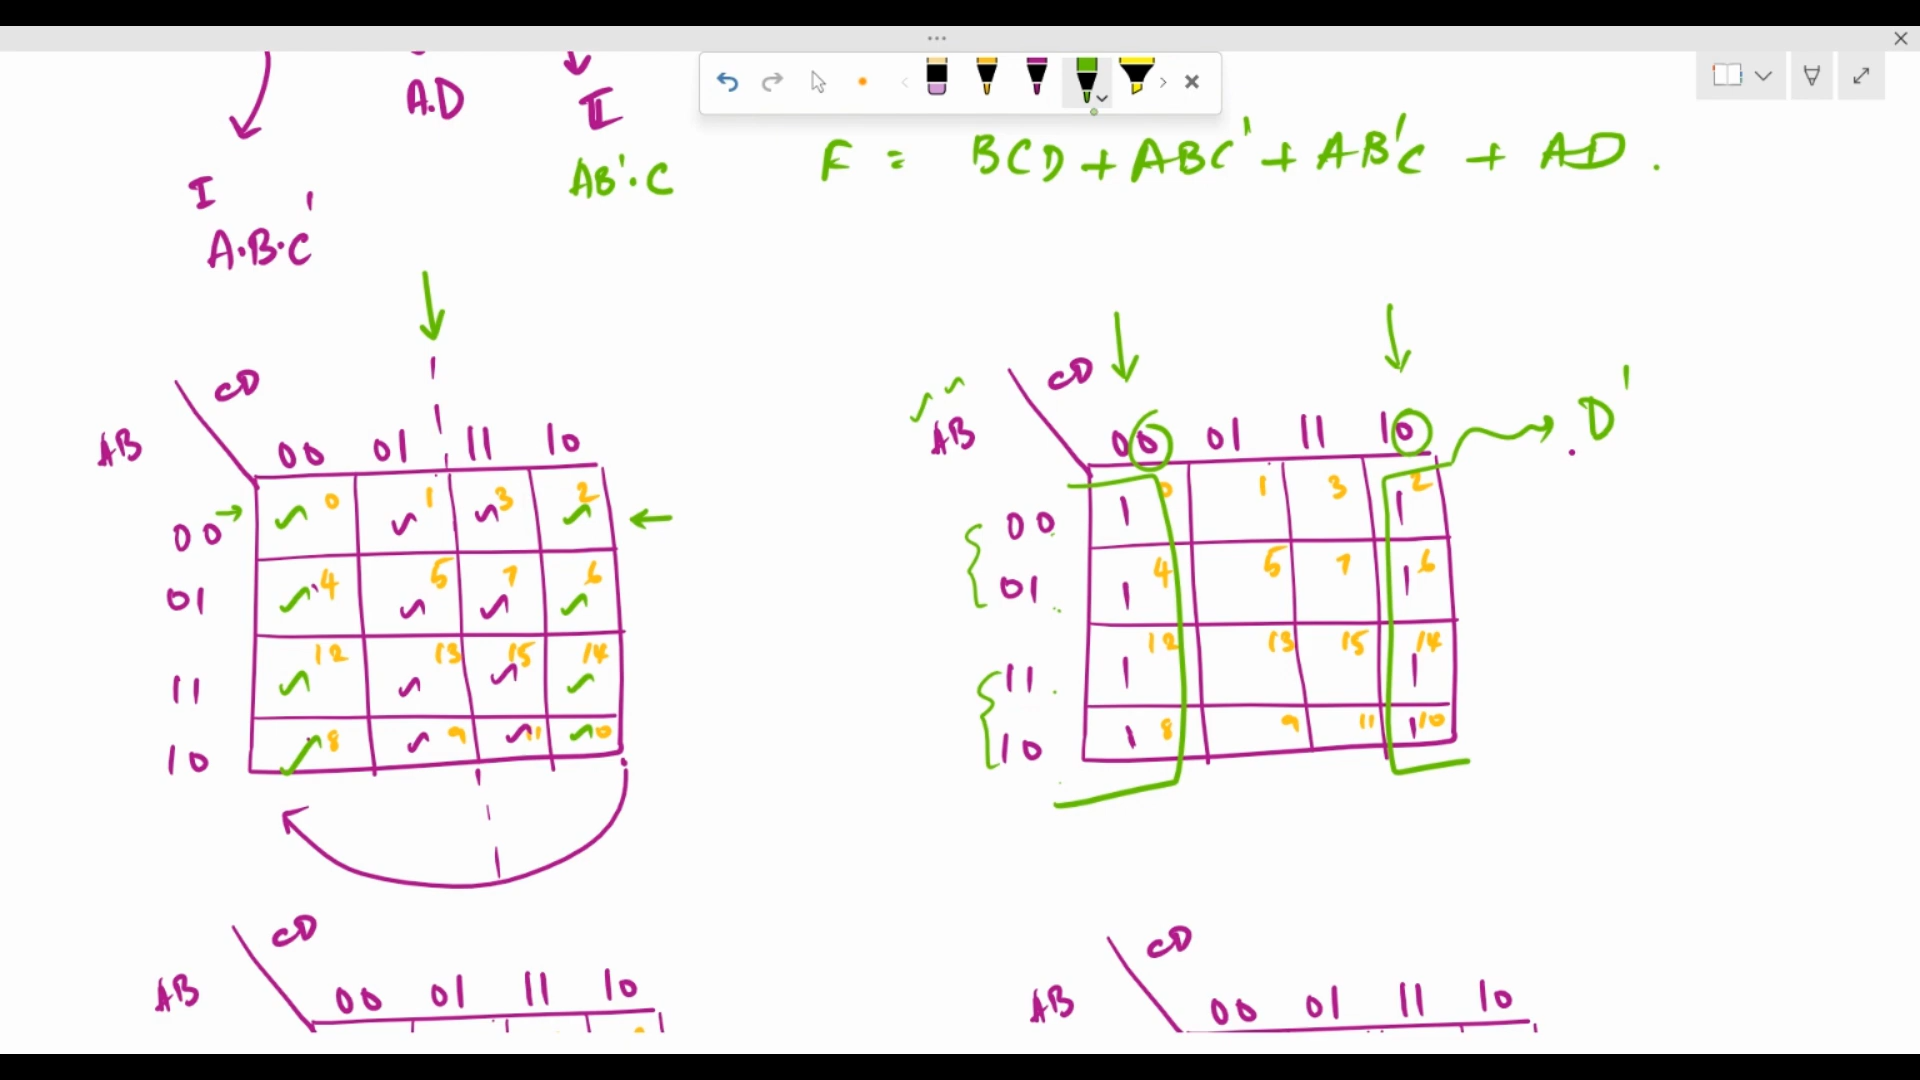 A.D
II
AB'.C
F = BCD + ABC' + AB'C + AD.
I
A.B.C'
CD
AB
00 01 11 10
00 0 1 3 2
01 4 5 7 6
11 12 13 15 14
10 8 9 11 10
CD
AB
00 01 11 10
D'
00 1 0 1 3 1 2
01 1 4 5 7 1 6
11 1 12 13 15 1 14
10 1 8 9 11 1 10
CD
AB
00 01 11 10
CD
AB
00 01 11 10